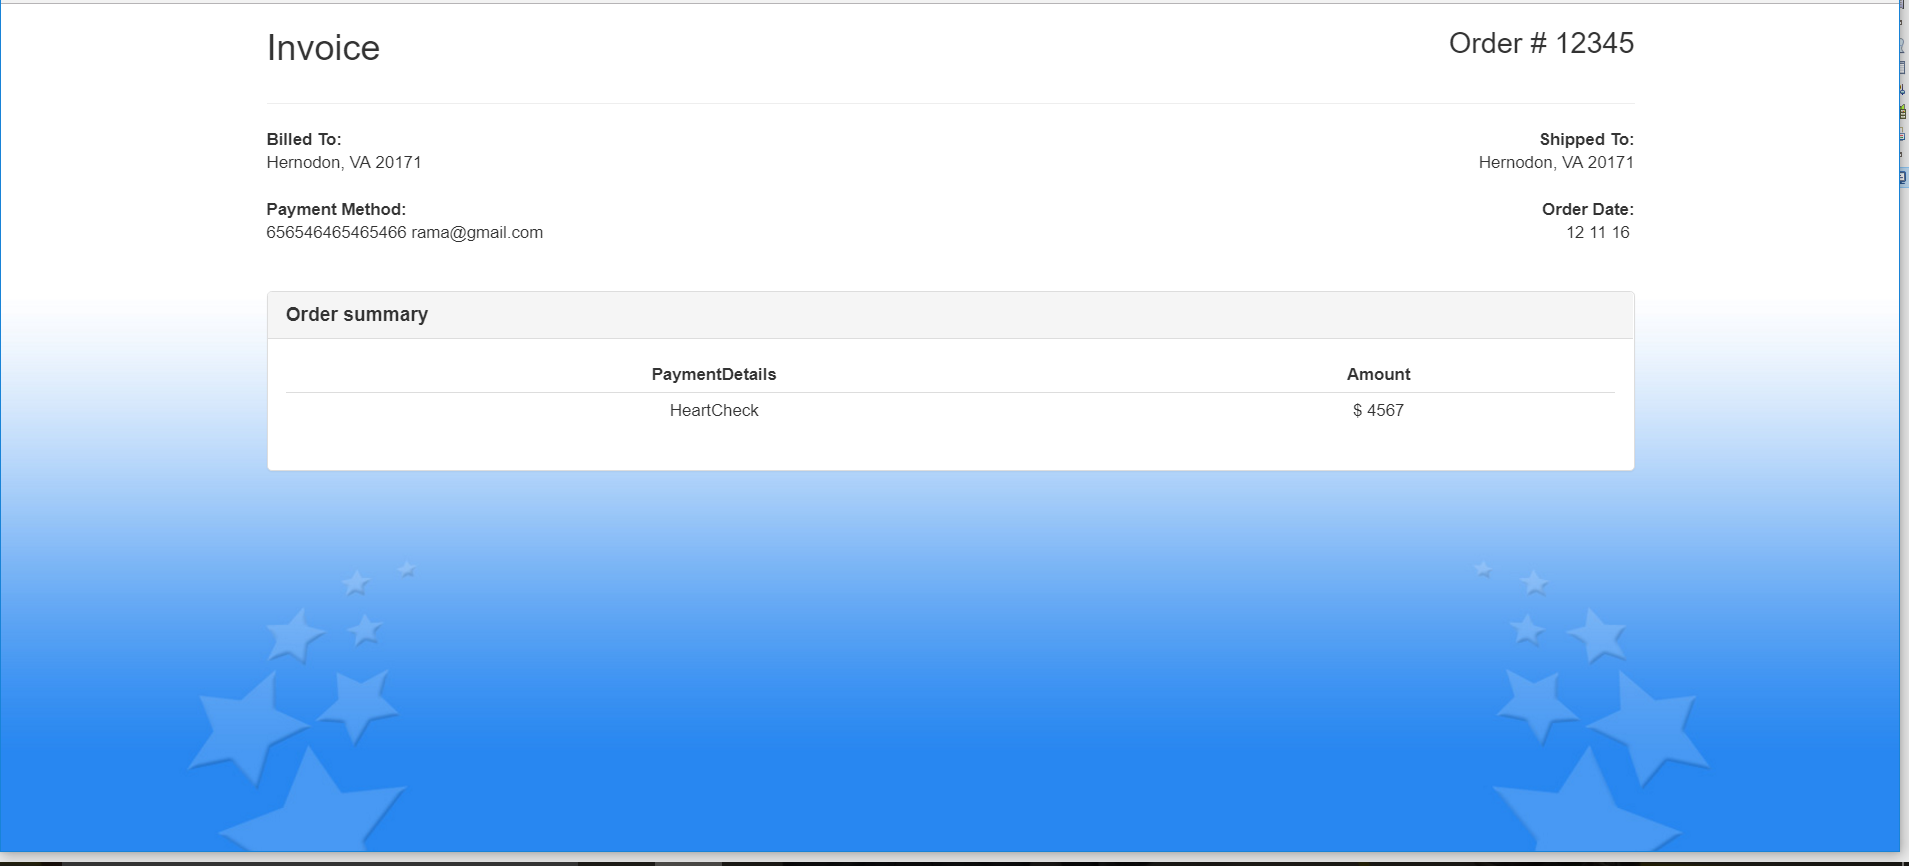 Invoice
Order # 12345
Billed To:
Hernodon, VA 20171
Shipped To:
Hernodon, VA 20171
Payment Method:
656546465465466 rama@gmail.com
Order Date:
12 11 16
Order summary
PaymentDetails Amount
HeartCheck $ 4567